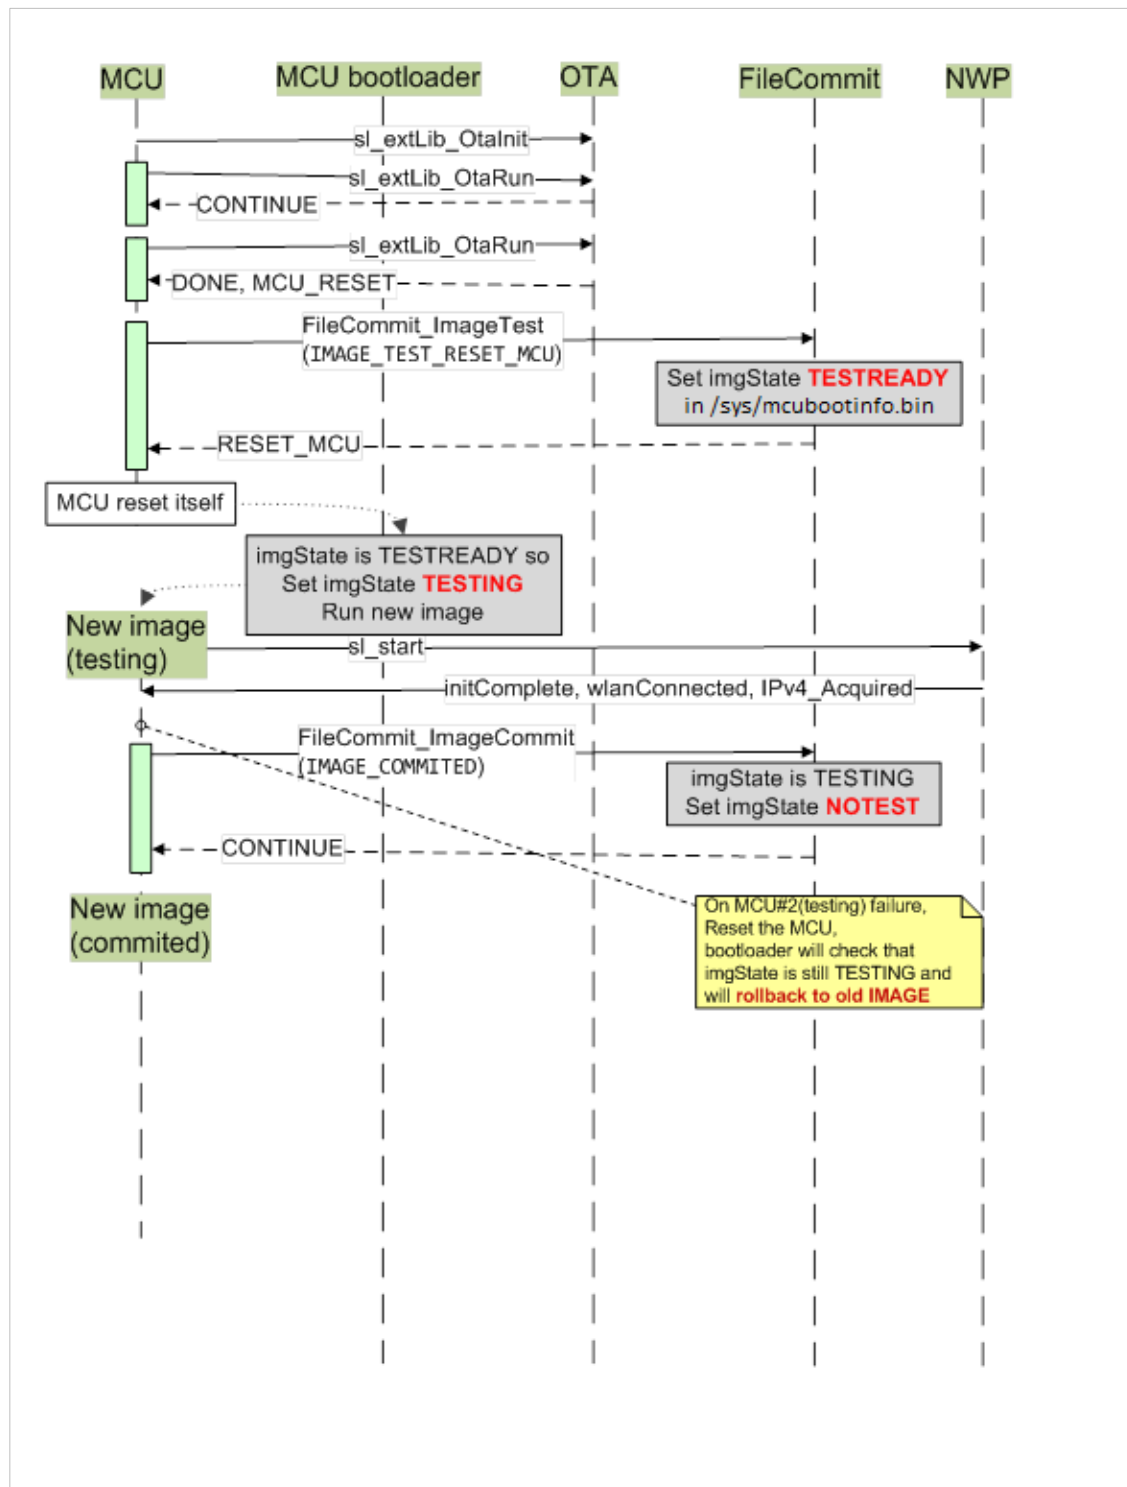 MCU
MCU bootloader
OTA
FileCommit
NWP
sl_extLib_OtaInit
sl_extLib_OtaRun
CONTINUE
sl_extLib_OtaRun
DONE, MCU_RESET
FileCommit_ImageTest
(IMAGE_TEST_RESET_MCU)
Set imgState TESTREADY
in /sys/mcubootinfo.bin
RESET_MCU
MCU reset itself
imgState is TESTREADY so
Set imgState TESTING
Run new image
New image
(testing)
sl_start
initComplete, wlanConnected, IPv4_Acquired
FileCommit_ImageCommit
(IMAGE_COMMITED)
imgState is TESTING
Set imgState NOTEST
CONTINUE
New image
(commited)
On MCU#2(testing) failure,
Reset the MCU,
bootloader will check that
imgState is still TESTING and
will rollback to old IMAGE